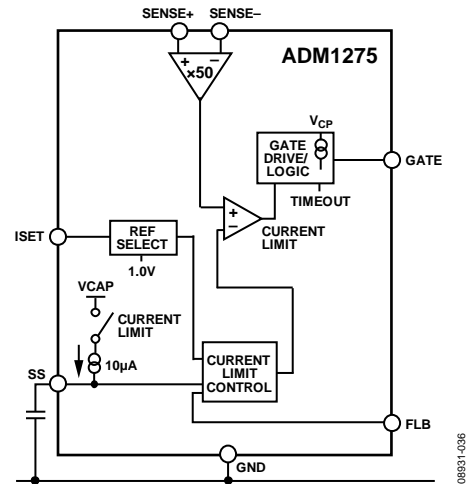 SENSE+ SENSE–
ADM1275
+ –
×50
VCP
GATE
DRIVE/
LOGIC
GATE
TIMEOUT
+
–
CURRENT
LIMIT
ISET
REF
SELECT
1.0V
VCAP
CURRENT
LIMIT
10µA
SS
CURRENT
LIMIT
CONTROL
FLB
GND
08931-036